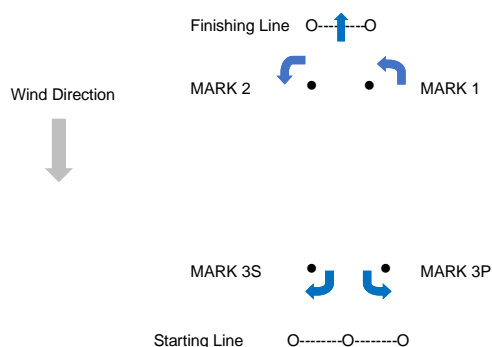 Finishing Line O---------O
MARK 2 MARK 1
Wind Direction
MARK 3S MARK 3P
Starting Line O--------O--------O